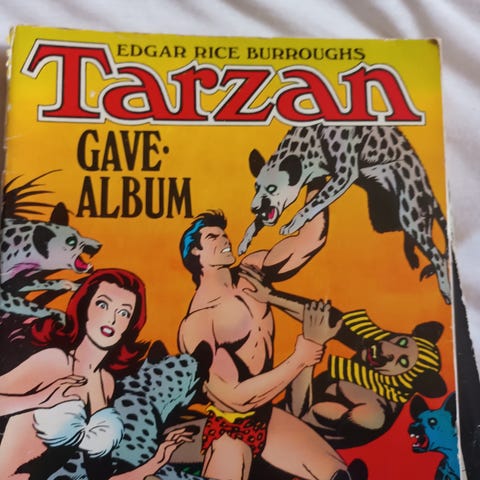 EDGAR RICE BURROUGHS
Tarzan
GAVE·
ALBUM